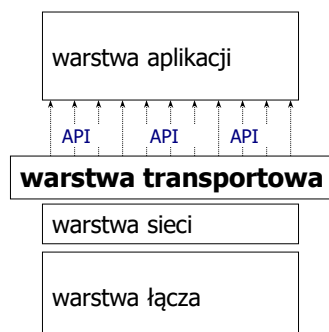 warstwa aplikacji
API API API
warstwa transportowa
warstwa sieci
warstwa łącza